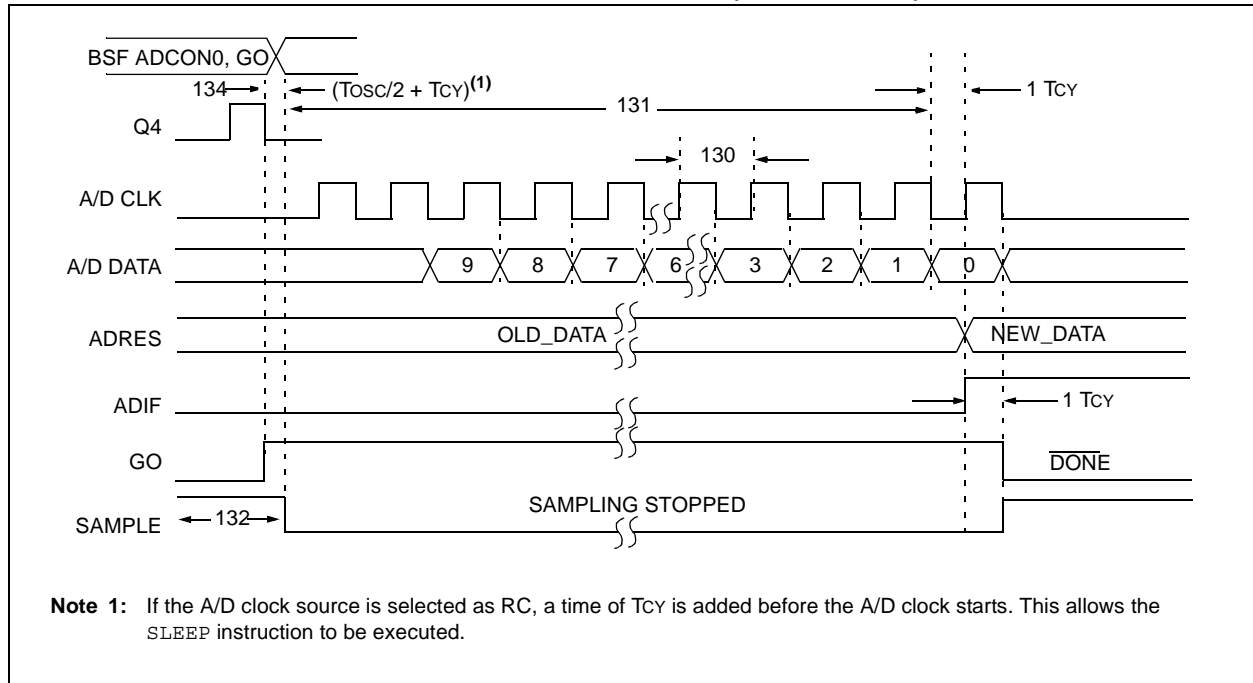 BSF ADCON0, GO
134 (TOSC/2 + TCY)(1) 131 1 TCY
Q4
130
A/D CLK
A/D DATA 9 8 7 6 3 2 1 0
ADRES OLD_DATA NEW_DATA
ADIF 1 TCY
GO DONE
SAMPLING STOPPED
SAMPLE 132
Note 1: If the A/D clock source is selected as RC, a time of TCY is added before the A/D clock starts. This allows the
SLEEP instruction to be executed.